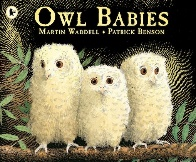 OWL BABIES
MARTIN WADDELL • PATRICK BENSON